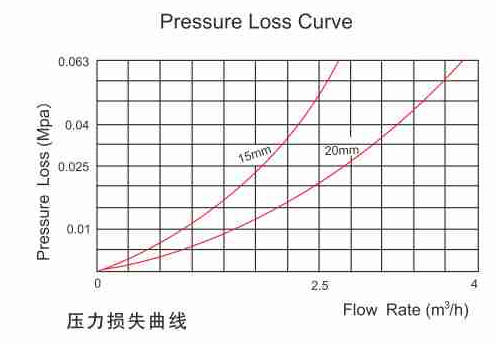 Pressure Loss Curve
0.063
0.04
0.025
0.01
Pressure Loss (Mpa)
15mm
20mm
0
2.5
4
Flow Rate (m³/h)
压力损失曲线